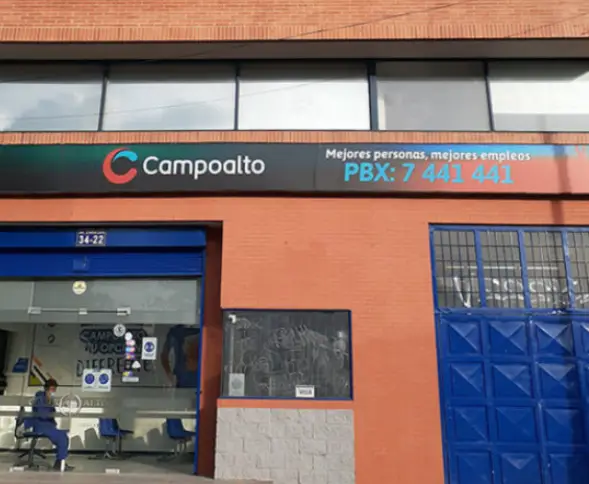 Campoalto
Mejores personas, mejores empleos
PBX: 7 441 441
34-22